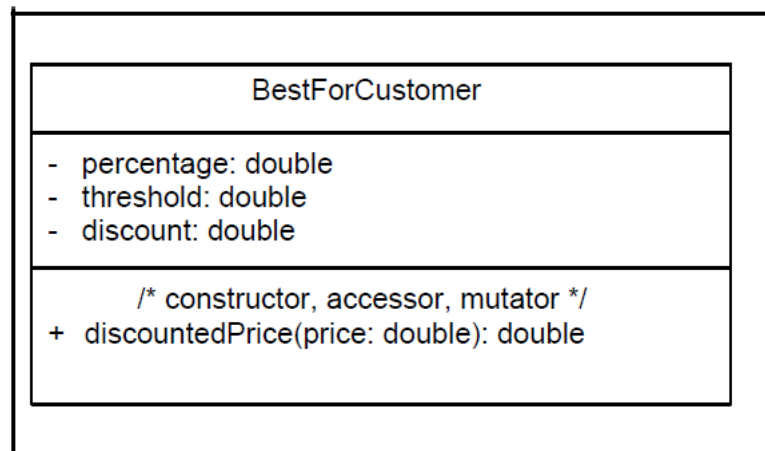 BestForCustomer
- percentage: double
- threshold: double
- discount: double
/* constructor, accessor, mutator */
+ discountedPrice(price: double): double